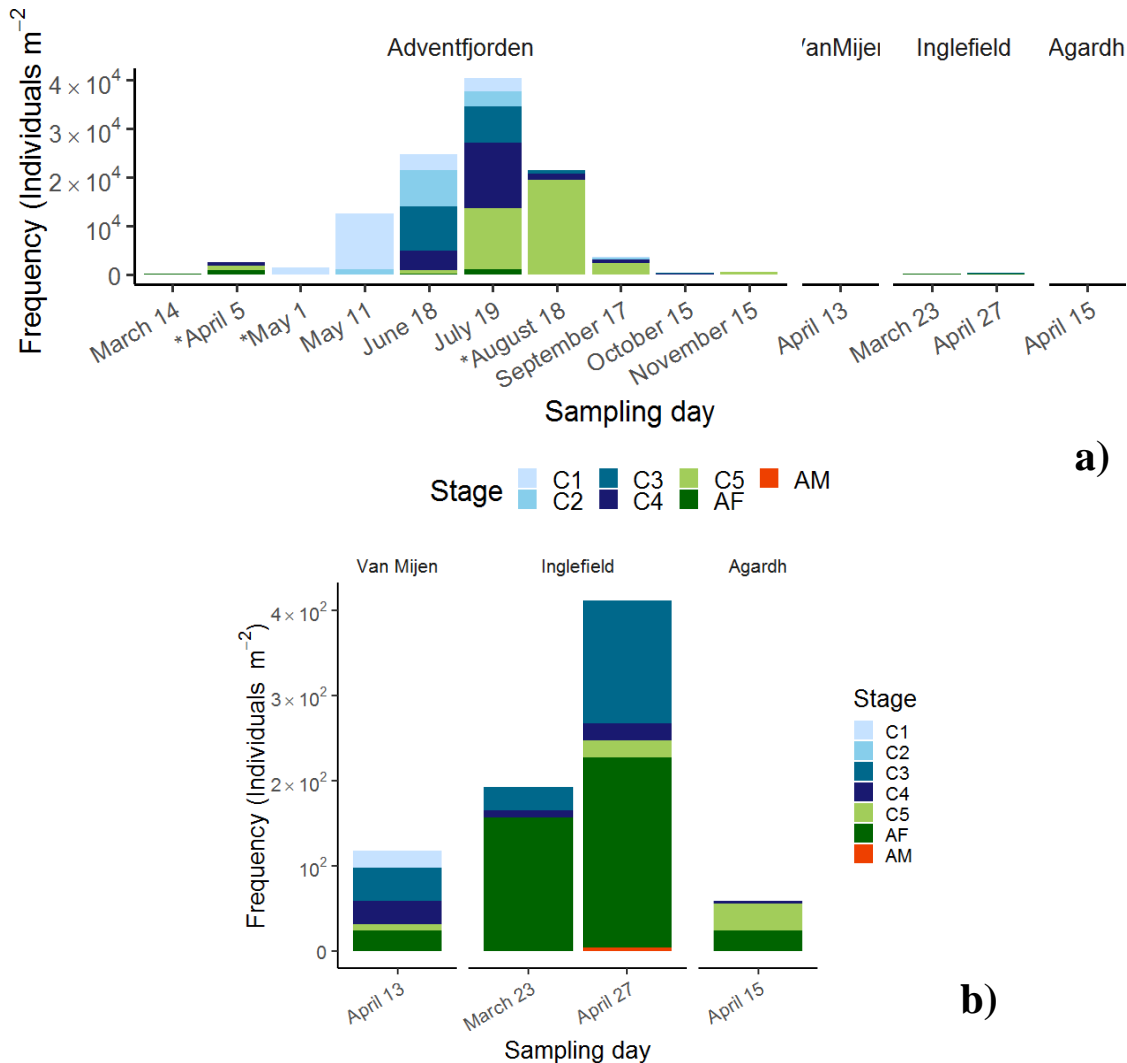 Adventfjorden
VanMijen
Inglefield
Agardh
Frequency (Individuals m⁻²
4 × 10⁴
3 × 10⁴
2 × 10⁴
10⁴
0
March 14
*April 5
*May 1
May 11
June 18
July 19
*August 18
September 17
October 15
November 15
April 13
March 23
April 27
April 15
Sampling day
a)
Stage
C1
C3
C5
AM
C2
C4
AF
Van Mijen
Inglefield
Agardh
Frequency (Individuals m⁻²)
4 × 10²
3 × 10²
2 × 10²
10²
0
April 13
March 23
April 27
April 15
Sampling day
Stage
C1
C2
C3
C4
C5
AF
AM
b)